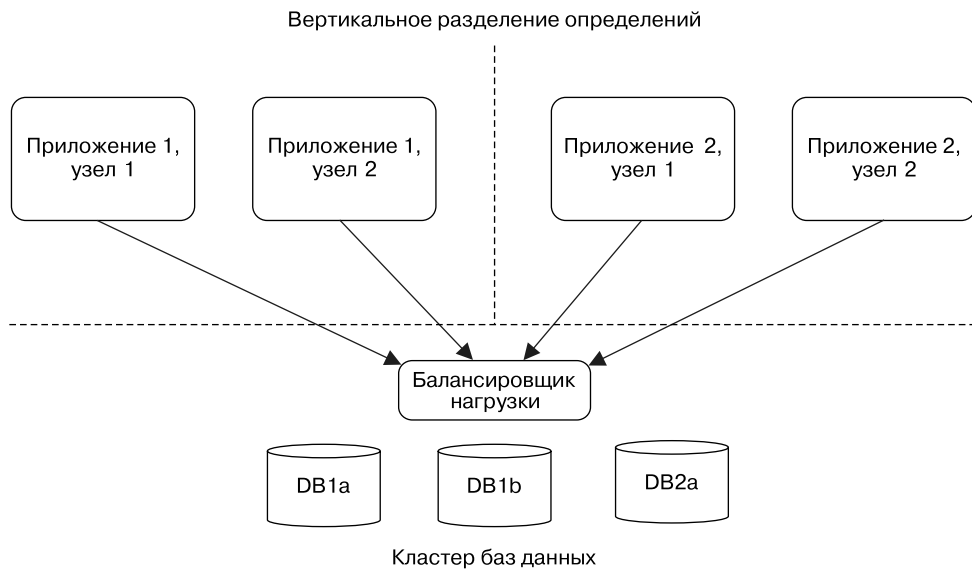 Вертикальное разделение определений
Приложение 1,
узел 1
Приложение 1,
узел 2
Приложение 2,
узел 1
Приложение 2,
узел 2
Балансировщик
нагрузки
DB1a
DB1b
DB2a
Кластер баз данных